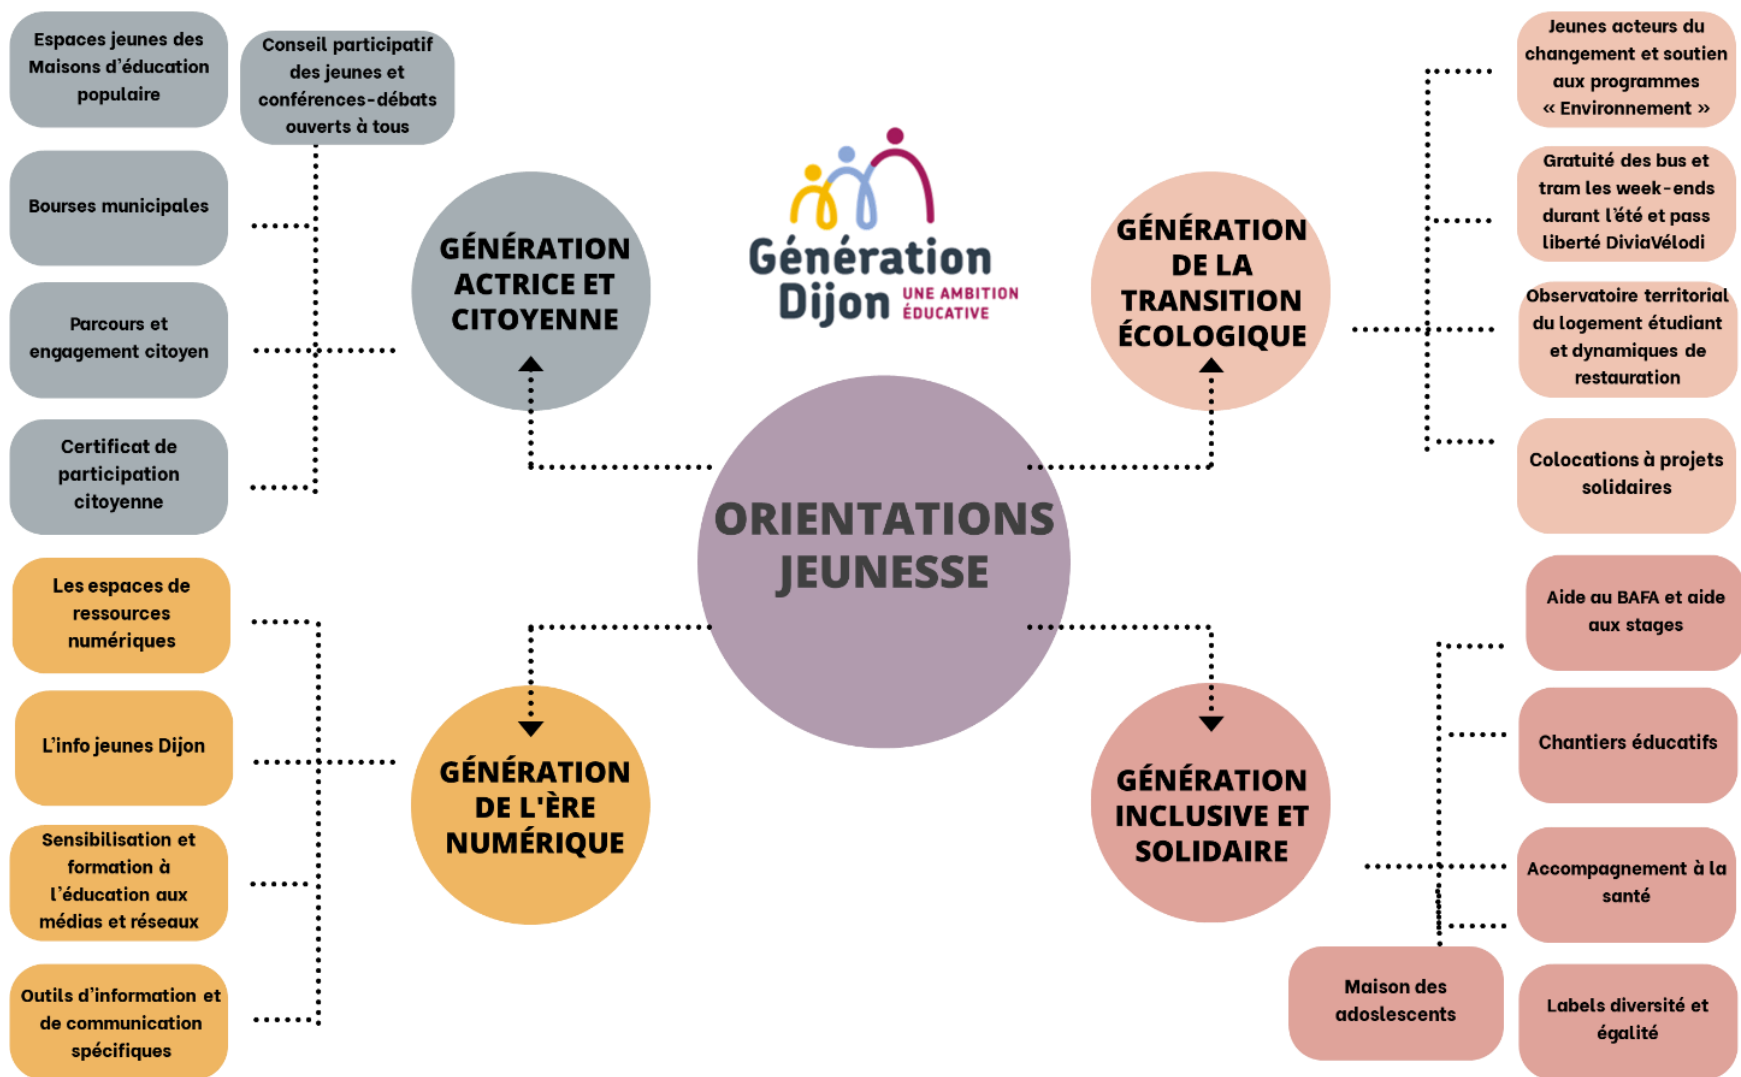 Espaces jeunes des
Maisons d'éducation
populaire
Conseil participatif
des jeunes et
conférences-débats
ouverts à tous
Bourses municipales
Parcours et
engagement citoyen
Certificat de
participation
citoyenne
GÉNÉRATION
ACTRICE ET
CITOYENNE
Génération
Dijon
UNE AMBITION
ÉDUCATIVE
GÉNÉRATION
DE LA
TRANSITION
ÉCOLOGIQUE
Jeunes acteurs du
changement et soutien
aux programmes
« Environnement »
Gratuité des bus et
tram les week-ends
durant l'été et pass
liberté DiviaVélodi
Observatoire territorial
du logement étudiant
et dynamiques de
restauration
Colocations à projets
solidaires
ORIENTATIONS
JEUNESSE
Les espaces de
ressources
numériques
L'info jeunes Dijon
Sensibilisation et
formation à
l'éducation aux
médias et réseaux
Outils d'information et
de communication
spécifiques
GÉNÉRATION
DE L'ÈRE
NUMÉRIQUE
GÉNÉRATION
INCLUSIVE ET
SOLIDAIRE
Aide au BAFA et aide
aux stages
Chantiers éducatifs
Accompagnement à la
santé
Maison des
adoslescents
Labels diversité et
égalité